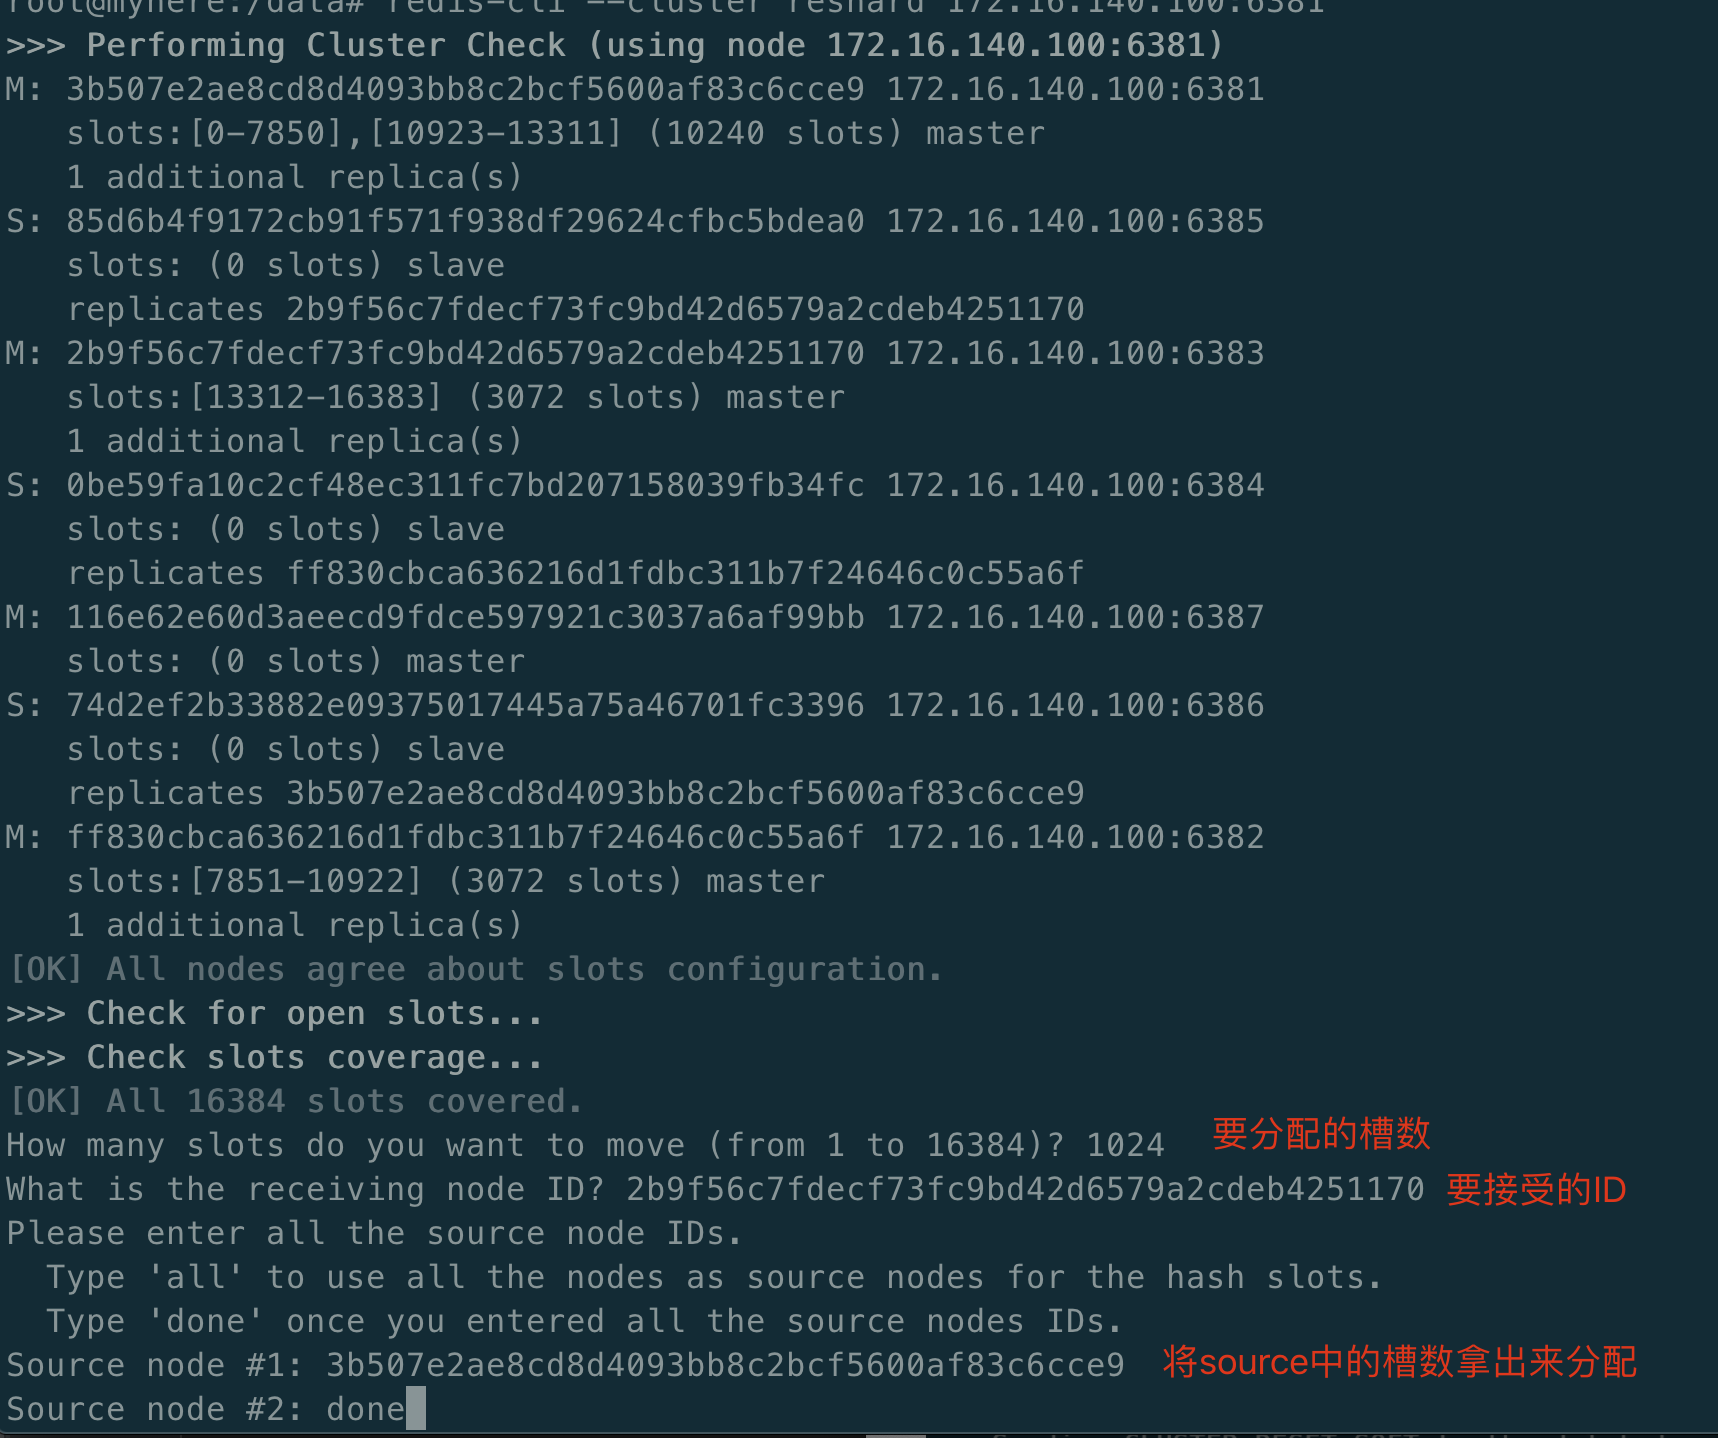 root@myhere:/data# redis-cli --cluster reshard 172.16.140.100:6381
>>> Performing Cluster Check (using node 172.16.140.100:6381)
M: 3b507e2ae8cd8d4093bb8c2bcf5600af83c6cce9 172.16.140.100:6381
   slots:[0-7850],[10923-13311] (10240 slots) master
   1 additional replica(s)
S: 85d6b4f9172cb91f571f938df29624cfbc5bdea0 172.16.140.100:6385
   slots: (0 slots) slave
   replicates 2b9f56c7fdecf73fc9bd42d6579a2cdeb4251170
M: 2b9f56c7fdecf73fc9bd42d6579a2cdeb4251170 172.16.140.100:6383
   slots:[13312-16383] (3072 slots) master
   1 additional replica(s)
S: 0be59fa10c2cf48ec311fc7bd207158039fb34fc 172.16.140.100:6384
   slots: (0 slots) slave
   replicates ff830cbca636216d1fdbc311b7f24646c0c55a6f
M: 116e62e60d3aeecd9fdce597921c3037a6af99bb 172.16.140.100:6387
   slots: (0 slots) master
S: 74d2ef2b33882e09375017445a75a46701fc3396 172.16.140.100:6386
   slots: (0 slots) slave
   replicates 3b507e2ae8cd8d4093bb8c2bcf5600af83c6cce9
M: ff830cbca636216d1fdbc311b7f24646c0c55a6f 172.16.140.100:6382
   slots:[7851-10922] (3072 slots) master
   1 additional replica(s)
[OK] All nodes agree about slots configuration.
>>> Check for open slots...
>>> Check slots coverage...
[OK] All 16384 slots covered.
How many slots do you want to move (from 1 to 16384)? 1024 要分配的槽数
What is the receiving node ID? 2b9f56c7fdecf73fc9bd42d6579a2cdeb4251170 要接受的ID
Please enter all the source node IDs.
  Type 'all' to use all the nodes as source nodes for the hash slots.
  Type 'done' once you entered all the source nodes IDs.
Source node #1: 3b507e2ae8cd8d4093bb8c2bcf5600af83c6cce9 将source中的槽数拿出来分配
Source node #2: done